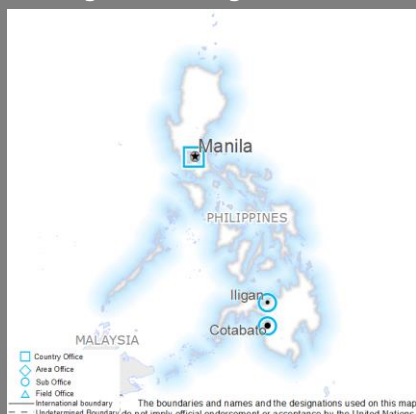 Manila
PHILIPPINES
Iligan
Cotabato
MALAYSIA
Country Office
Area Office
Sub Office
Field Office
International boundary
Undetermined Boundary
The boundaries and names and the designations used on this map
do not imply official endorsement or acceptance by the United Nations